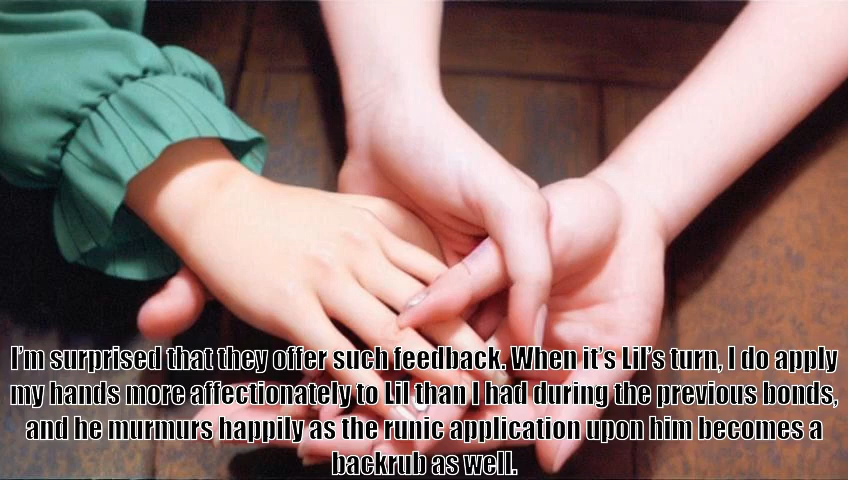 I'm surprised that they offer such feedback. When it's Lil's turn, I do apply
my hands more affectionately to Lil than I had during the previous bonds,
and he murmurs happily as the runic application upon him becomes a
backrub as well.